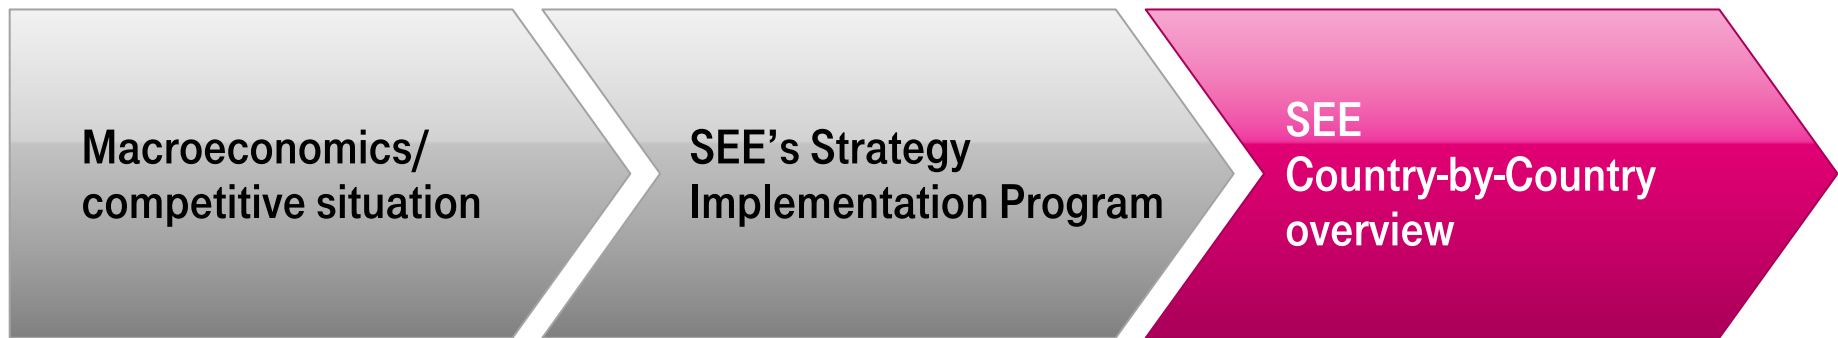 Macroeconomics/
competitive situation
SEE’s Strategy
Implementation Program
SEE
Country-by-Country
overview